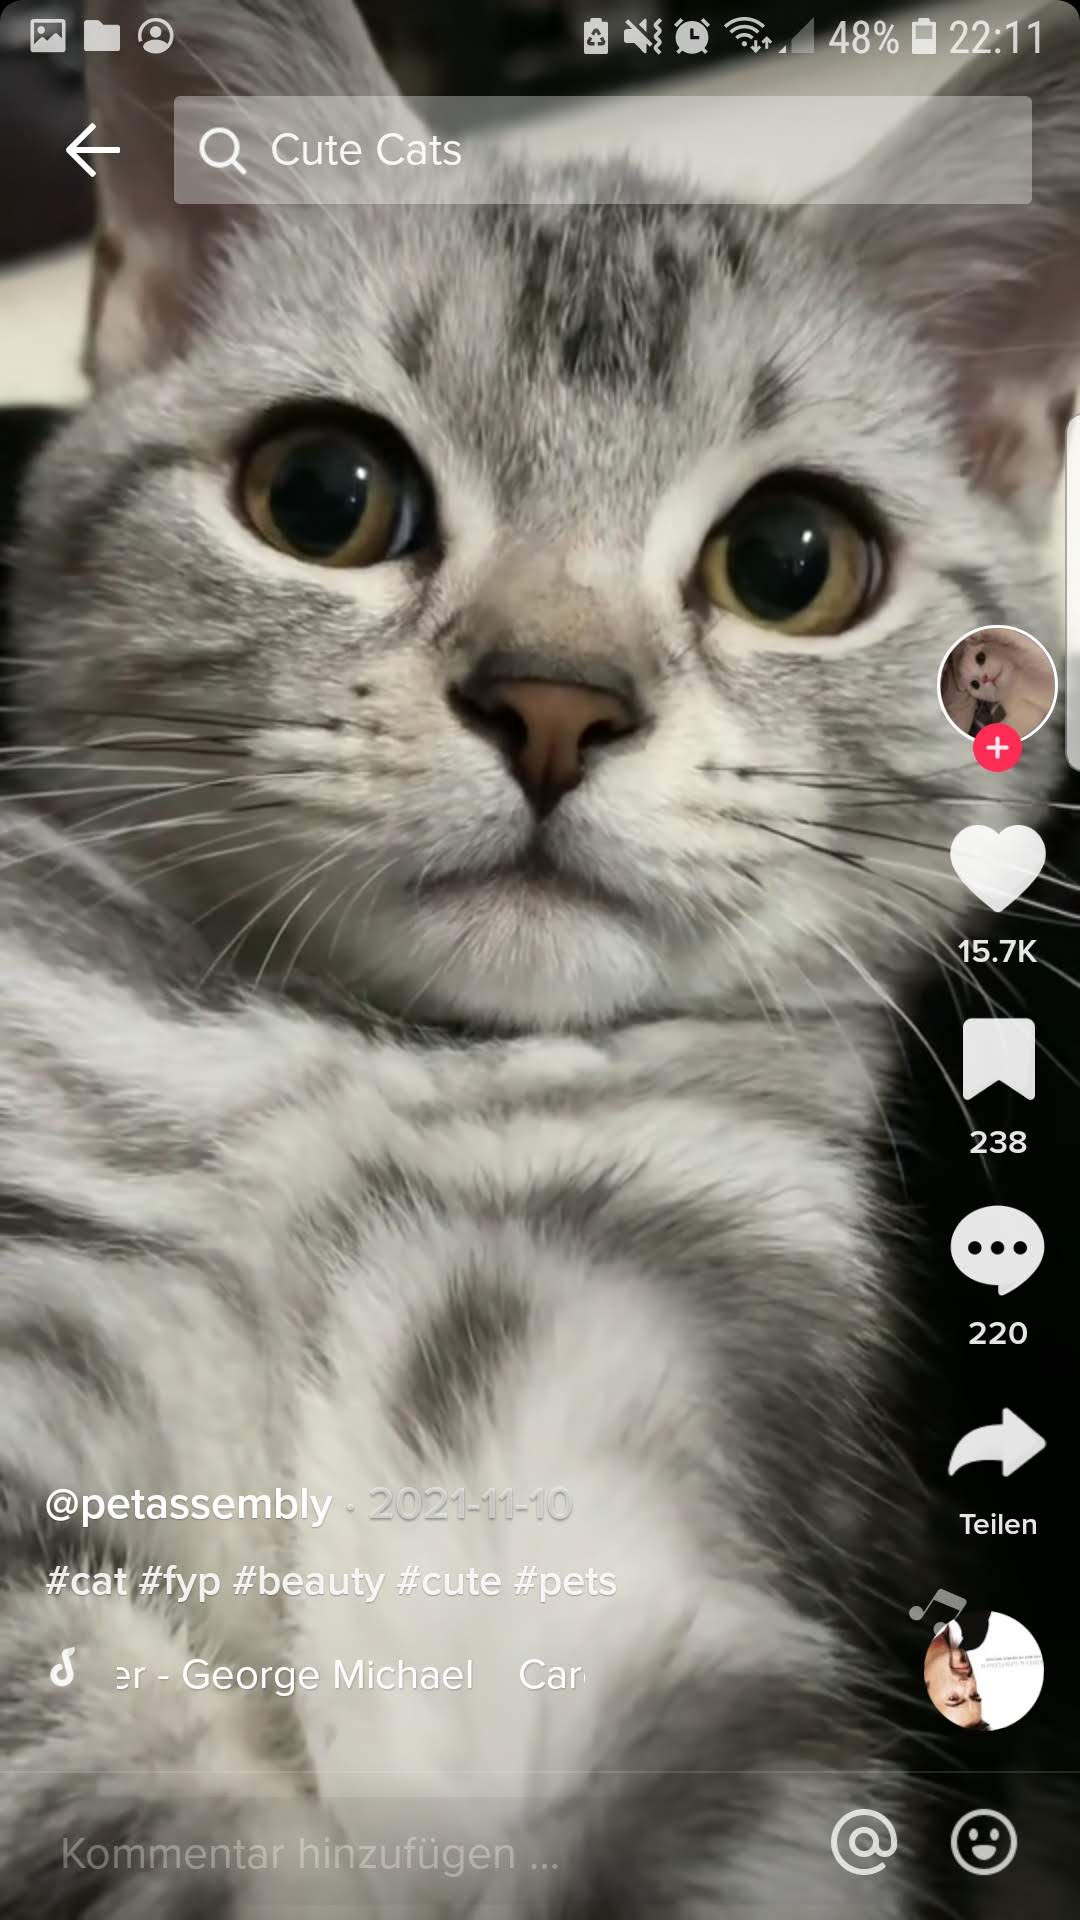 48% 22:11
Cute Cats
15.7K
238
220
Teilen
@petassembly · 2021-11-10
#cat #fyp #beauty #cute #pets
er - George Michael Car
Kommentar hinzufügen ...